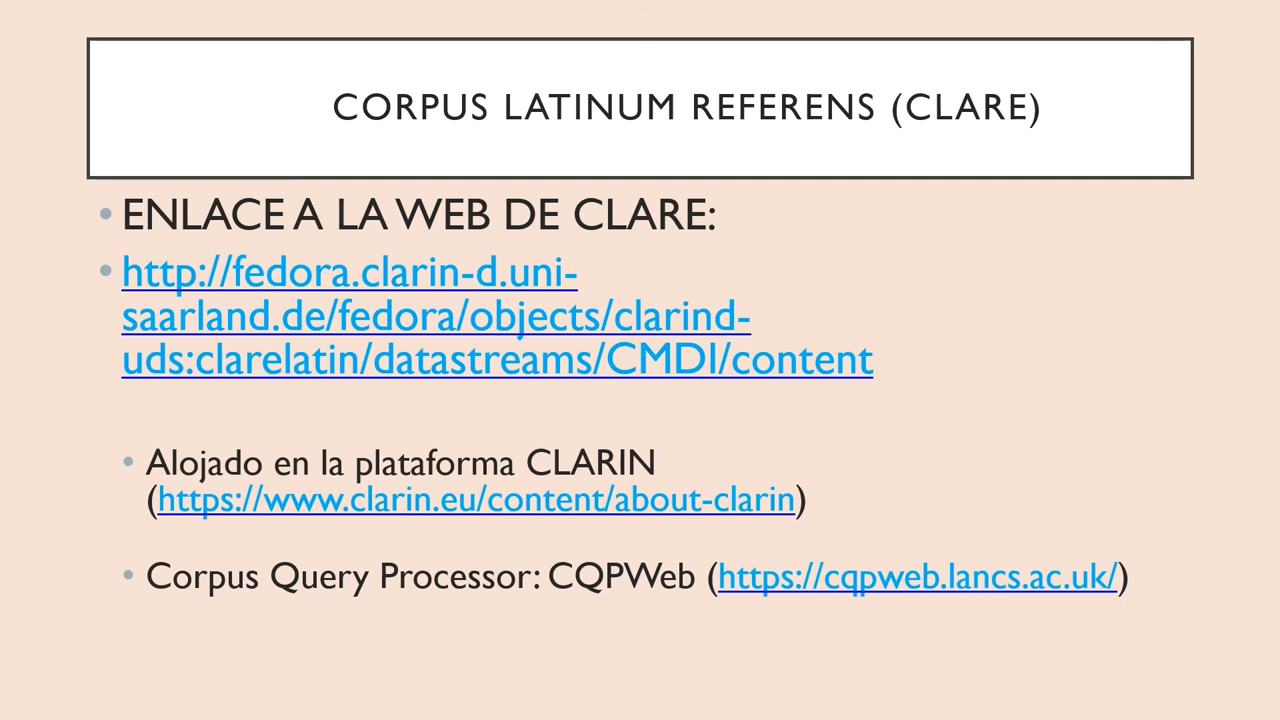 CORPUS LATINUM REFERENS (CLARE)
• ENLACE A LA WEB DE CLARE:
• http://fedora.clarin-d.uni-
saarland.de/fedora/objects/clarind-
uds:clarelatin/datastreams/CMDI/content
• Alojado en la plataforma CLARIN
(https://www.clarin.eu/content/about-clarin)
• Corpus Query Processor: CQPWeb (https://cqpweb.lancs.ac.uk/)